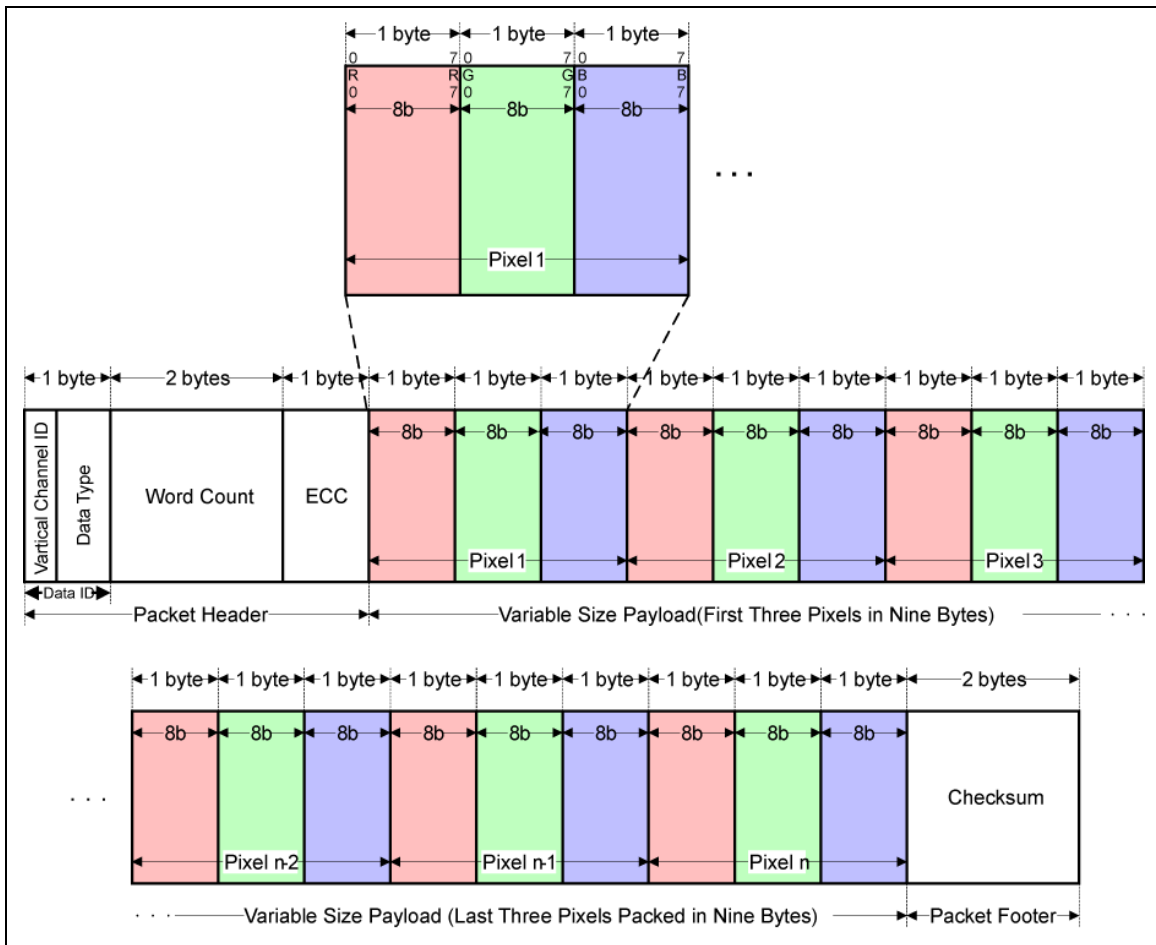 1 byte 1 byte 1 byte
0 7 0 7 0 7
R R G G B B
0 7 0 7 0 7
8b 8b 8b
. . .
Pixel 1
1 byte 2 bytes 1 byte 1 byte 1 byte 1 byte 1 byte 1 byte 1 byte 1 byte 1 byte 1 byte
8b 8b 8b 8b 8b 8b 8b 8b 8b
Vartical Channel ID
Data Type
Word Count
ECC
Pixel 1 Pixel 2 Pixel 3
Data ID
Packet Header Variable Size Payload(First Three Pixels in Nine Bytes) . . .
1 byte 1 byte 1 byte 1 byte 1 byte 1 byte 1 byte 1 byte 1 byte 2 bytes
8b 8b 8b 8b 8b 8b 8b 8b 8b
. . . Checksum
Pixel n-2 Pixel n-1 Pixel n
. . . Variable Size Payload (Last Three Pixels Packed in Nine Bytes) Packet Footer